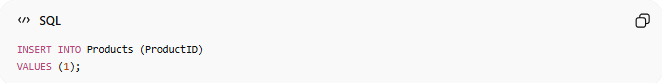 SQL
INSERT INTO Products (ProductID)
VALUES (1);